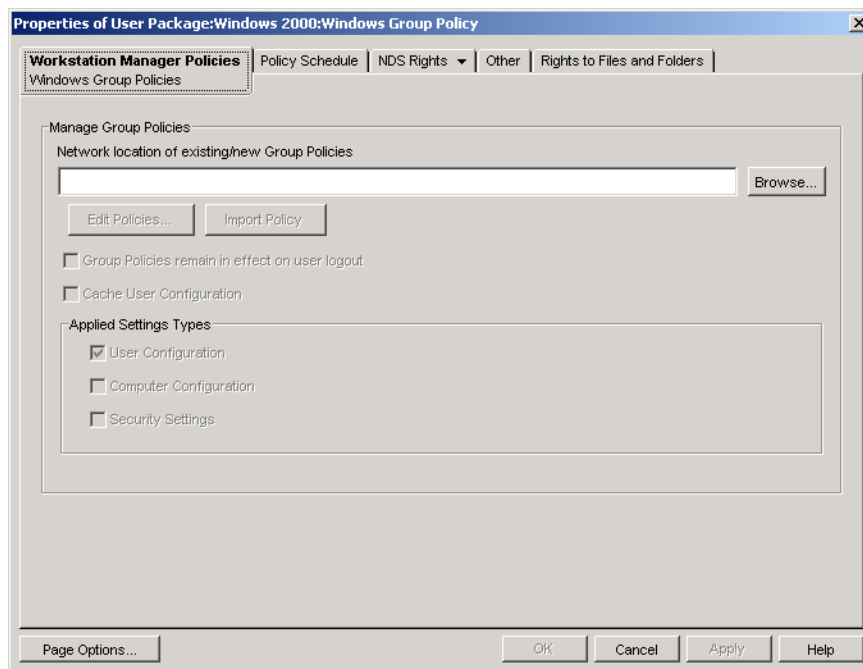 Properties of User Package:Windows 2000:Windows Group Policy
Workstation Manager Policies
Policy Schedule
NDS Rights
Other
Rights to Files and Folders
Windows Group Policies
Manage Group Policies
Network location of existing/new Group Policies
Browse...
Edit Policies...
Import Policy
Group Policies remain in effect on user logout
Cache User Configuration
Applied Settings Types
User Configuration
Computer Configuration
Security Settings
Page Options...
OK
Cancel
Apply
Help